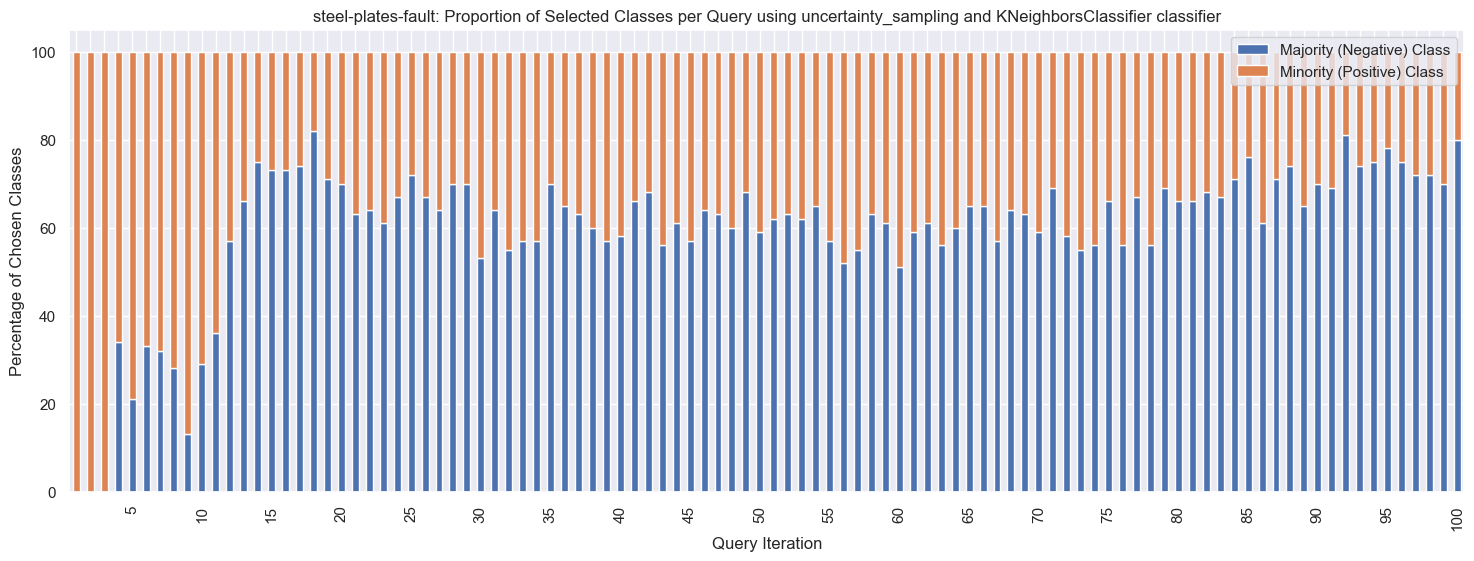 steel-plates-fault: Proportion of Selected Classes per Query using uncertainty_sampling and KNeighborsClassifier classifier
Majority (Negative) Class
Minority (Positive) Class
Percentage of Chosen Classes
100
80
60
40
20
0
5 10 15 20 25 30 35 40 45 50 55 60 65 70 75 80 85 90 95 100
Query Iteration